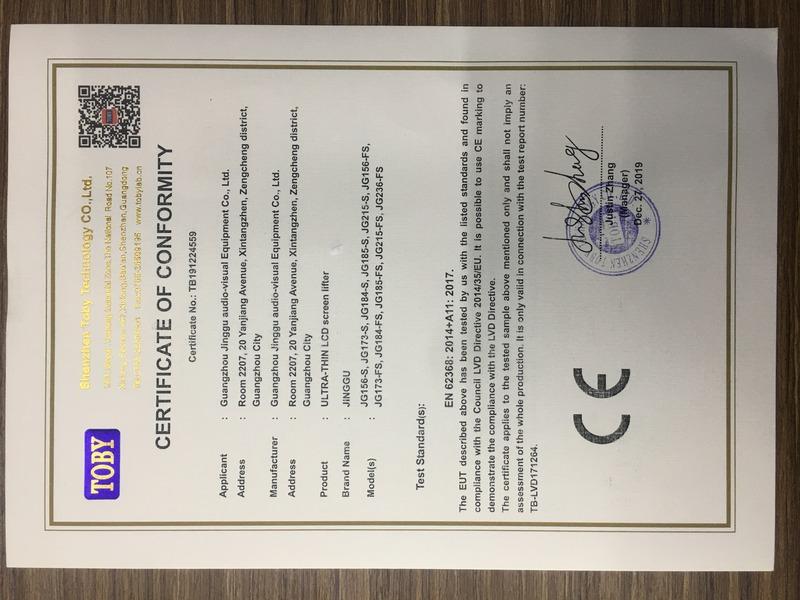 TOBY
Shenzhen Toby Technology CO.,Ltd.
CERTIFICATE OF CONFORMITY
Certificate No.: TB191224559
Applicant : Guangzhou Jinggu audio-visual Equipment Co., Ltd.
Address : Room 2207, 20 Yanjiang Avenue, Xintangzhen, Zengcheng district,
Guangzhou City
Manufacturer : Guangzhou Jinggu audio-visual Equipment Co., Ltd.
Address : Room 2207, 20 Yanjiang Avenue, Xintangzhen, Zengcheng district,
Guangzhou City
Product : ULTRA-THIN LCD screen lifter
Brand Name : JINGGU
Model(s) : JG156-S, JG173-S, JG184-S, JG185-S, JG215-S, JG156-FS,
JG173-FS, JG184-FS, JG185-FS, JG215-FS, JG236-FS
Test Standard(s):
EN 62368: 2014+A11: 2017.
The EUT described above has been tested by us with the listed standards and found in
compliance with the Council LVD Directive 2014/35/EU. It is possible to use CE marking to
demonstrate the compliance with the LVD Directive.
The certificate applies to the tested sample above mentioned only and shall not imply an
assessment of the whole production. It is only valid in connection with the test report number:
TB-LVD171264.
CE
Justin Zhang
(Manager)
Dec. 27, 2019